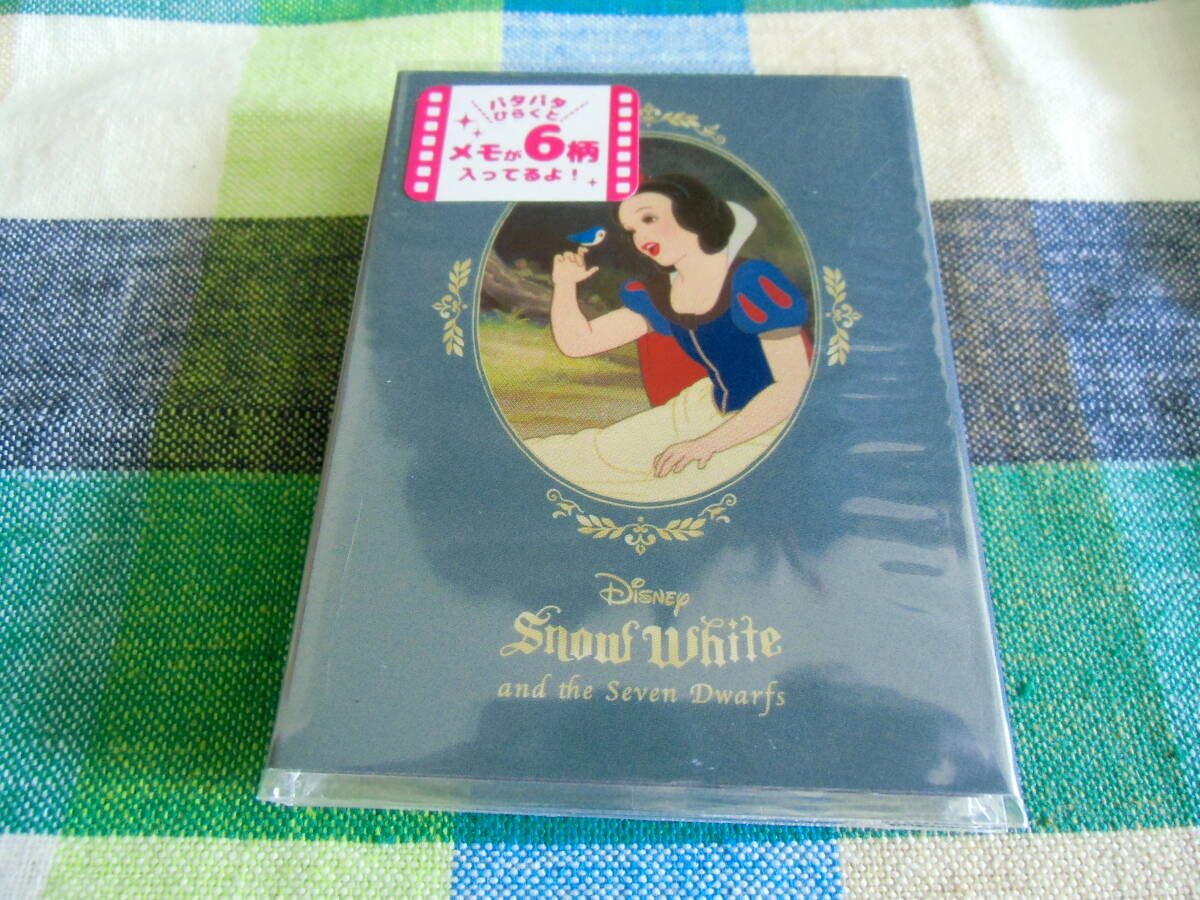 パタパタ
ひらくと
メモが6柄
入ってるよ!
Disney
Snow White
and the Seven Dwarfs